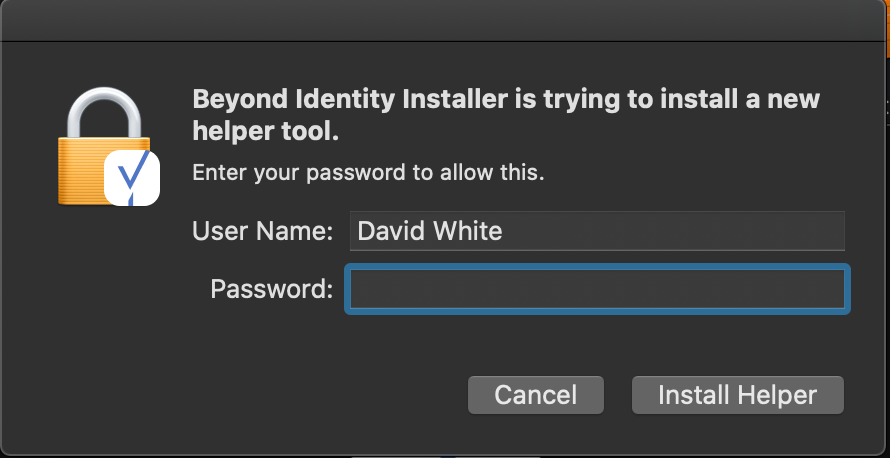 Beyond Identity Installer is trying to install a new
helper tool.
Enter your password to allow this.
User Name: David White
Password:
Cancel Install Helper